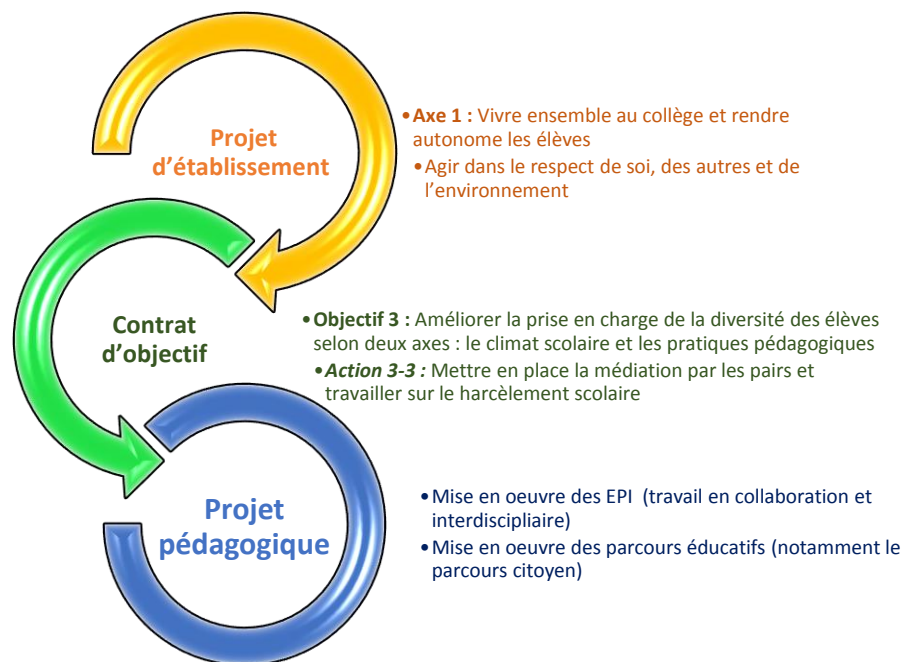 Projet
d'établissement
•Axe 1 : Vivre ensemble au collège et rendre
autonome les élèves
•Agir dans le respect de soi, des autres et de
l'environnement
Contrat
d'objectif
•Objectif 3 : Améliorer la prise en charge de la diversité des élèves
selon deux axes : le climat scolaire et les pratiques pédagogiques
•Action 3-3 : Mettre en place la médiation par les pairs et
travailler sur le harcèlement scolaire
Projet
pédagogique
•Mise en oeuvre des EPI (travail en collaboration et
interdiscipliaire)
•Mise en oeuvre des parcours éducatifs (notamment le
parcours citoyen)